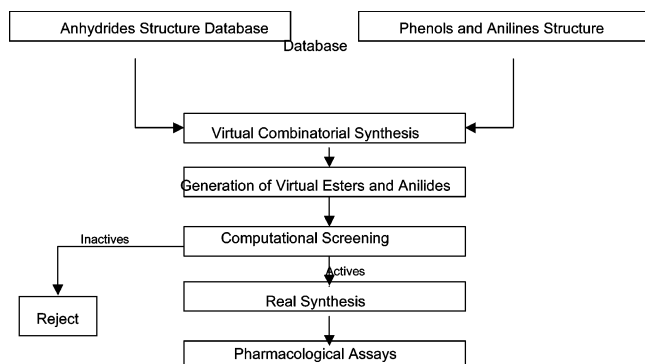 Anhydrides Structure Database
Phenols and Anilines Structure
Database
Virtual Combinatorial Synthesis
Generation of Virtual Esters and Anilides
Computational Screening
Inactives
Actives
Real Synthesis
Reject
Pharmacological Assays